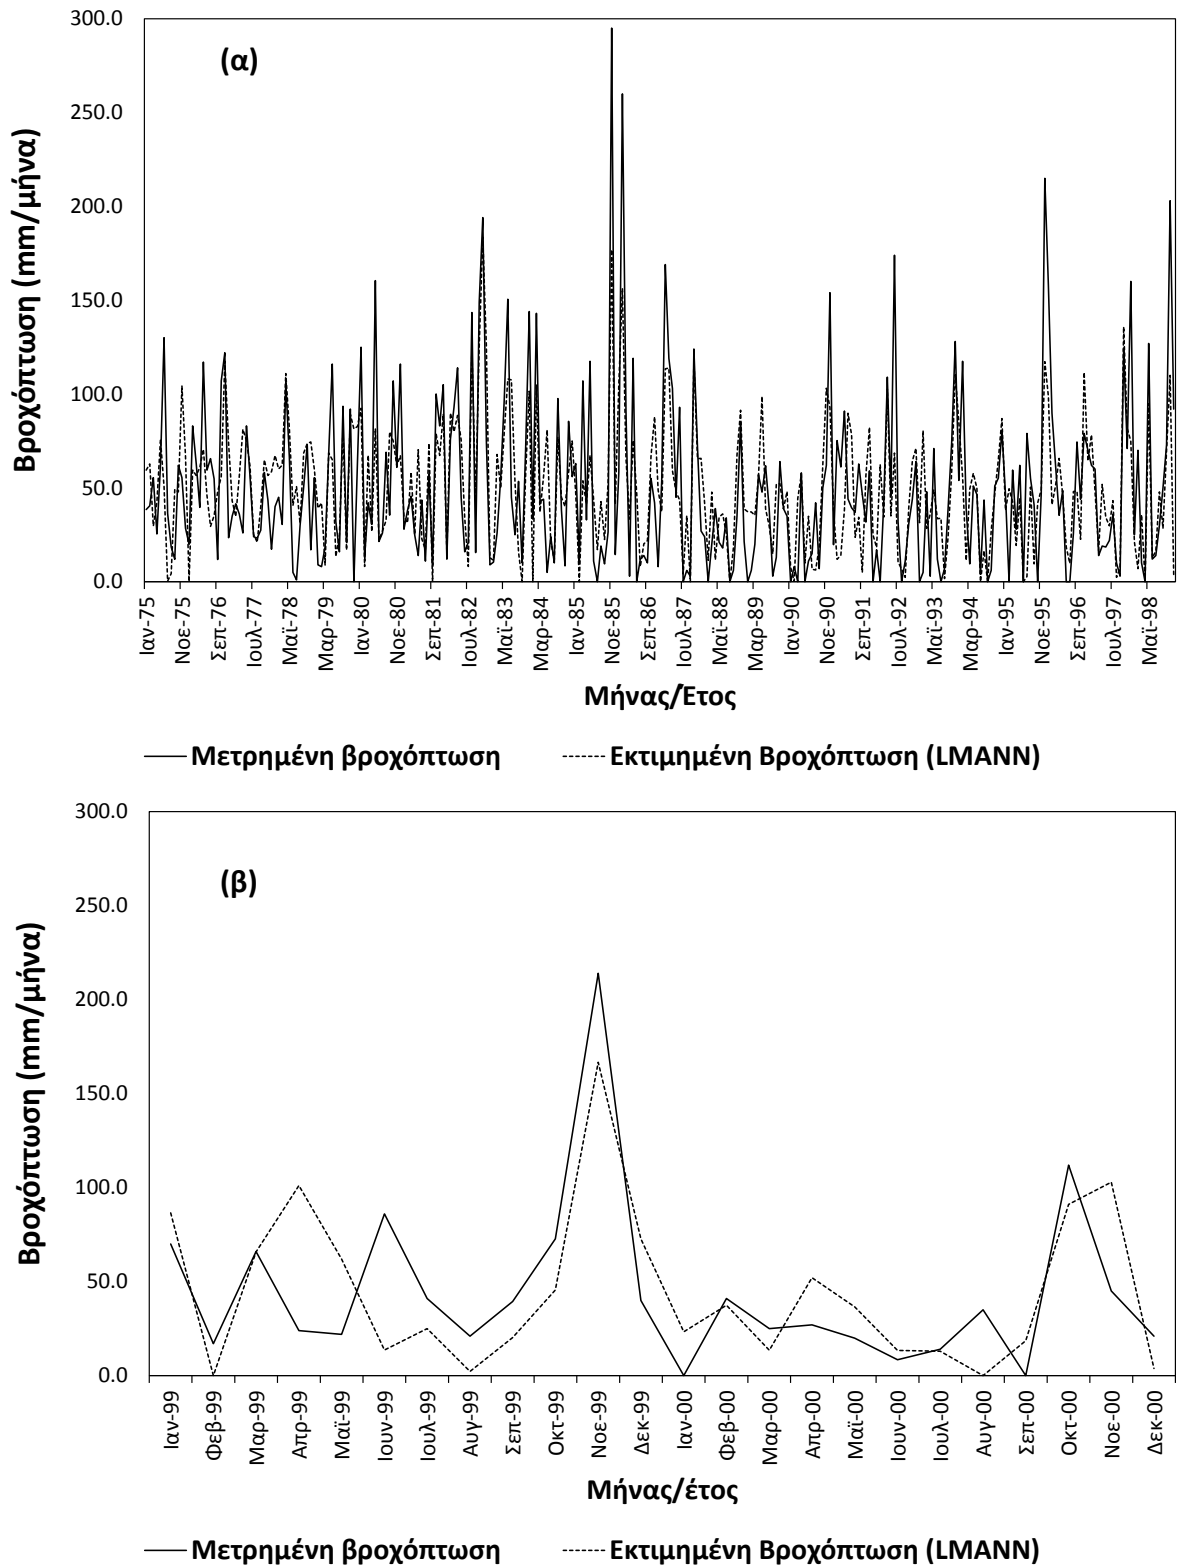 300.0
250.0
200.0
150.0
100.0
50.0
0.0
Βροχόπτωση (mm/μήνα)
(α)
Ιαν-75
Νοε-75
Σεπ-76
Ιουλ-77
Μαϊ-78
Μαρ-79
Ιαν-80
Νοε-80
Σεπ-81
Ιουλ-82
Μαϊ-83
Μαρ-84
Ιαν-85
Νοε-85
Σεπ-86
Ιουλ-87
Μαϊ-88
Μαρ-89
Ιαν-90
Νοε-90
Σεπ-91
Ιουλ-92
Μαϊ-93
Μαρ-94
Ιαν-95
Νοε-95
Σεπ-96
Ιουλ-97
Μαϊ-98
Μήνας/Έτος
Μετρημένη βροχόπτωση
Εκτιμημένη Βροχόπτωση (LMANN)
300.0
250.0
200.0
150.0
100.0
50.0
0.0
Βροχόπτωση (mm/μήνα)
(β)
Ιαν-99
Φεβ-99
Μαρ-99
Απρ-99
Μαϊ-99
Ιουν-99
Ιουλ-99
Αυγ-99
Σεπ-99
Οκτ-99
Νοε-99
Δεκ-99
Ιαν-00
Φεβ-00
Μαρ-00
Απρ-00
Μαϊ-00
Ιουν-00
Ιουλ-00
Αυγ-00
Σεπ-00
Οκτ-00
Νοε-00
Δεκ-00
Μήνας/έτος
Μετρημένη βροχόπτωση
Εκτιμημένη Βροχόπτωση (LMANN)